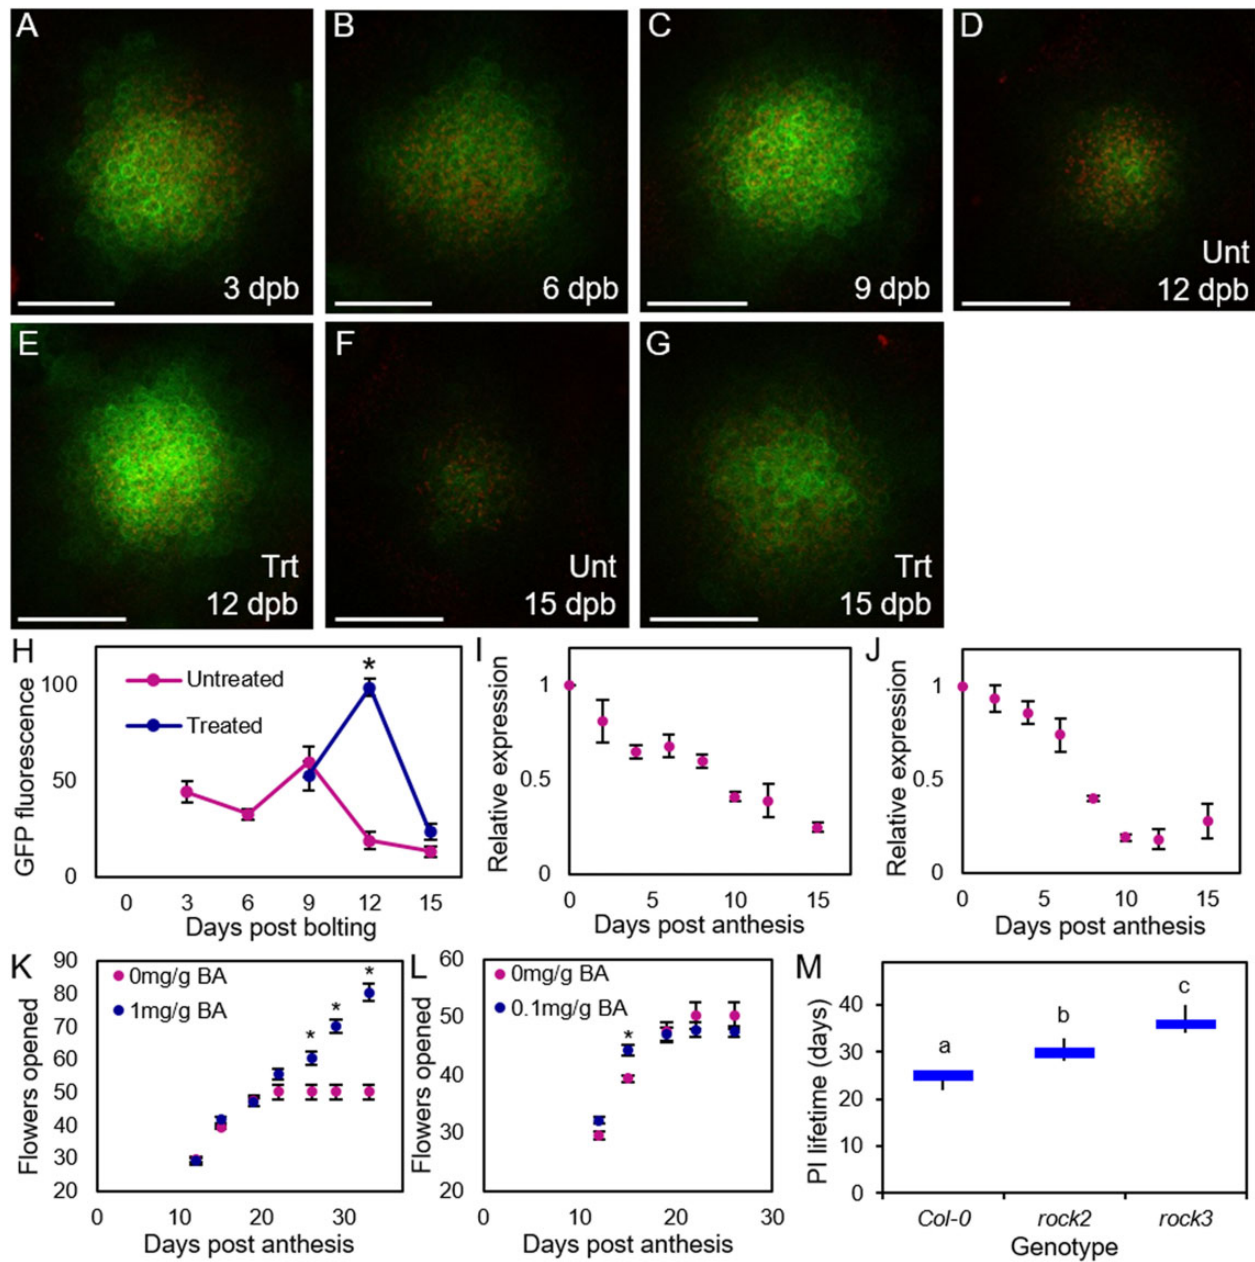 A
B
C
D
3 dpb
6 dpb
9 dpb
Unt
12 dpb
E
F
G
Trt
12 dpb
Unt
15 dpb
Trt
15 dpb
H
GFP fluorescence
100
50
0
Untreated
Treated
*
0 3 6 9 12 15
Days post bolting
I
Relative expression
1
0.5
0
0 5 10 15
Days post anthesis
J
Relative expression
1
0.5
0
0 5 10 15
Days post anthesis
K
Flowers opened
90
80
70
60
50
40
30
20
0mg/g BA
1mg/g BA
* * *
0 10 20 30
Days post anthesis
L
Flowers opened
60
50
40
30
20
0mg/g BA
0.1mg/g BA
*
0 10 20 30
Days post anthesis
M
PI lifetime (days)
40
30
20
10
0
a b c
Col-0 rock2 rock3
Genotype